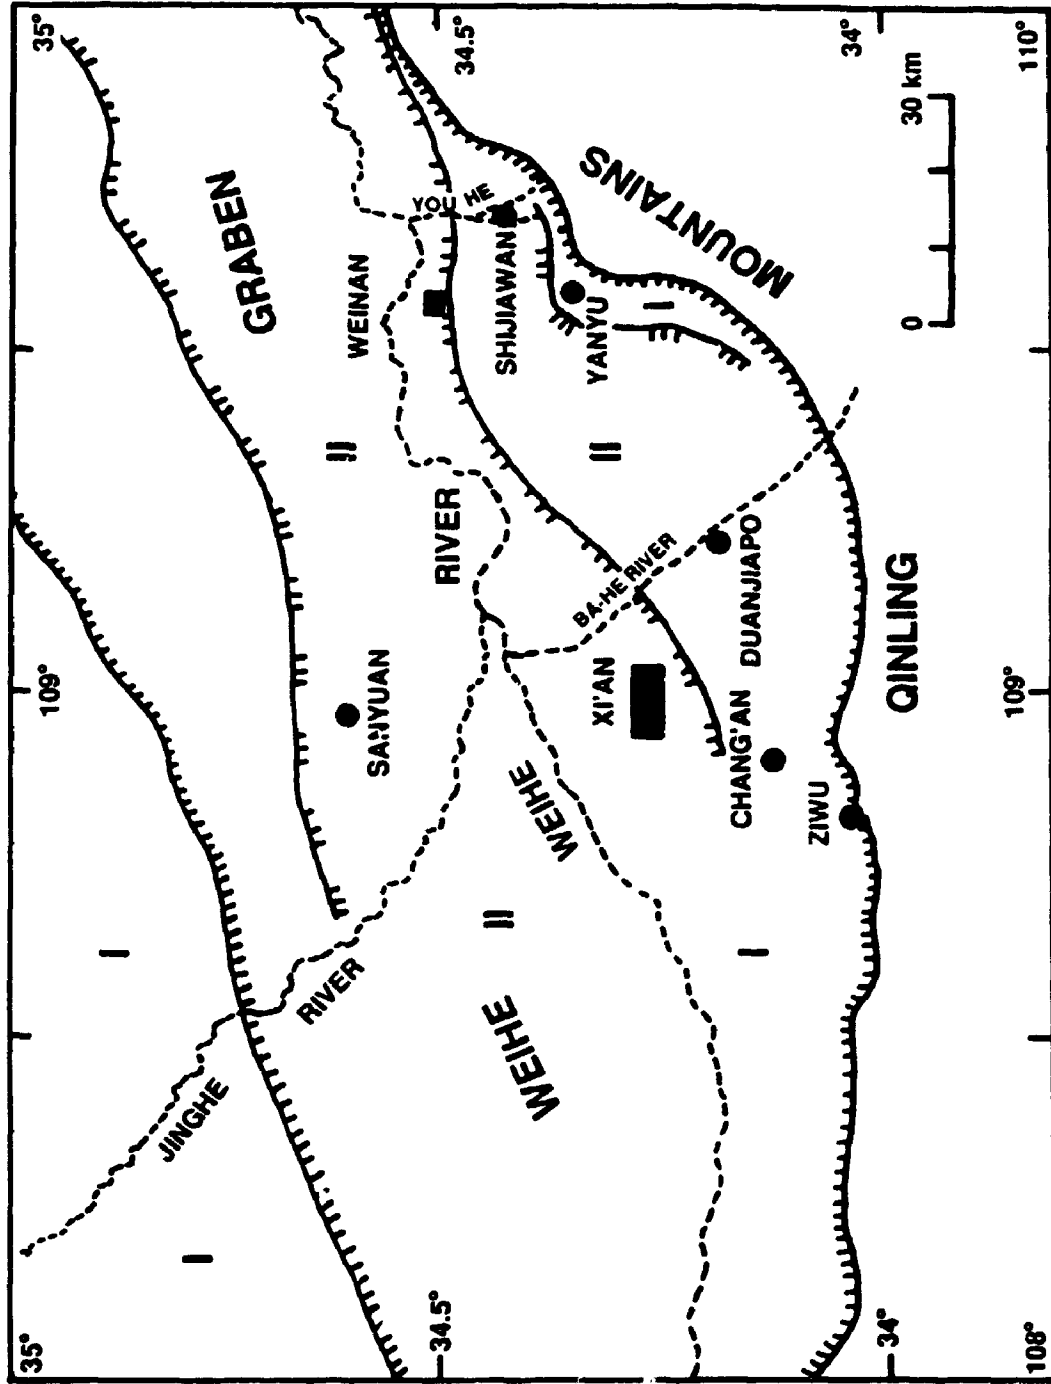 35°
109°
35°
GRABEN
JINGHE
RIVER
SANYUAN
WEINAN
YOU HE
34.5°
34.5°
RIVER
WEIHE
WEIHE
SHIJIAWAN
YANYU
MOUNTAINS
XI'AN
BA-HE RIVER
CHANG'AN
DUANJIAPO
ZIWU
QINLING
I
I
II
II
II
I
I
34°
34°
0
30 km
108°
109°
110°